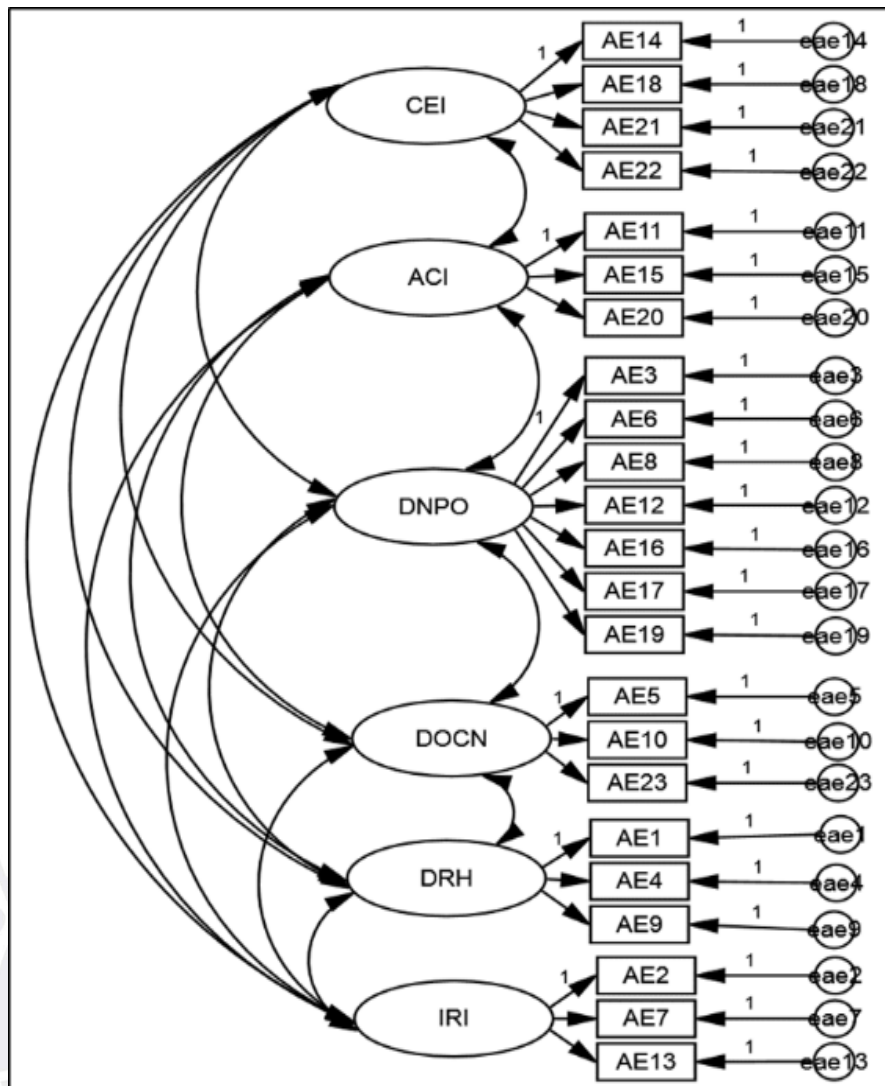 1 AE14 1 eae14
CEI AE18 1 eae18
AE21 1 eae21
AE22 1 eae22
1 AE11 1 eae11
ACI AE15 1 eae15
AE20 1 eae20
AE3 1 eae3
1 AE6 1 eae6
AE8 1 eae8
DNPO AE12 1 eae12
AE16 1 eae16
AE17 1 eae17
AE19 1 eae19
1 AE5 1 eae5
DOCN AE10 1 eae10
AE23 1 eae23
1 AE1 1 eae1
DRH AE4 1 eae4
AE9 1 eae9
1 AE2 1 eae2
IRI AE7 1 eae7
AE13 1 eae13